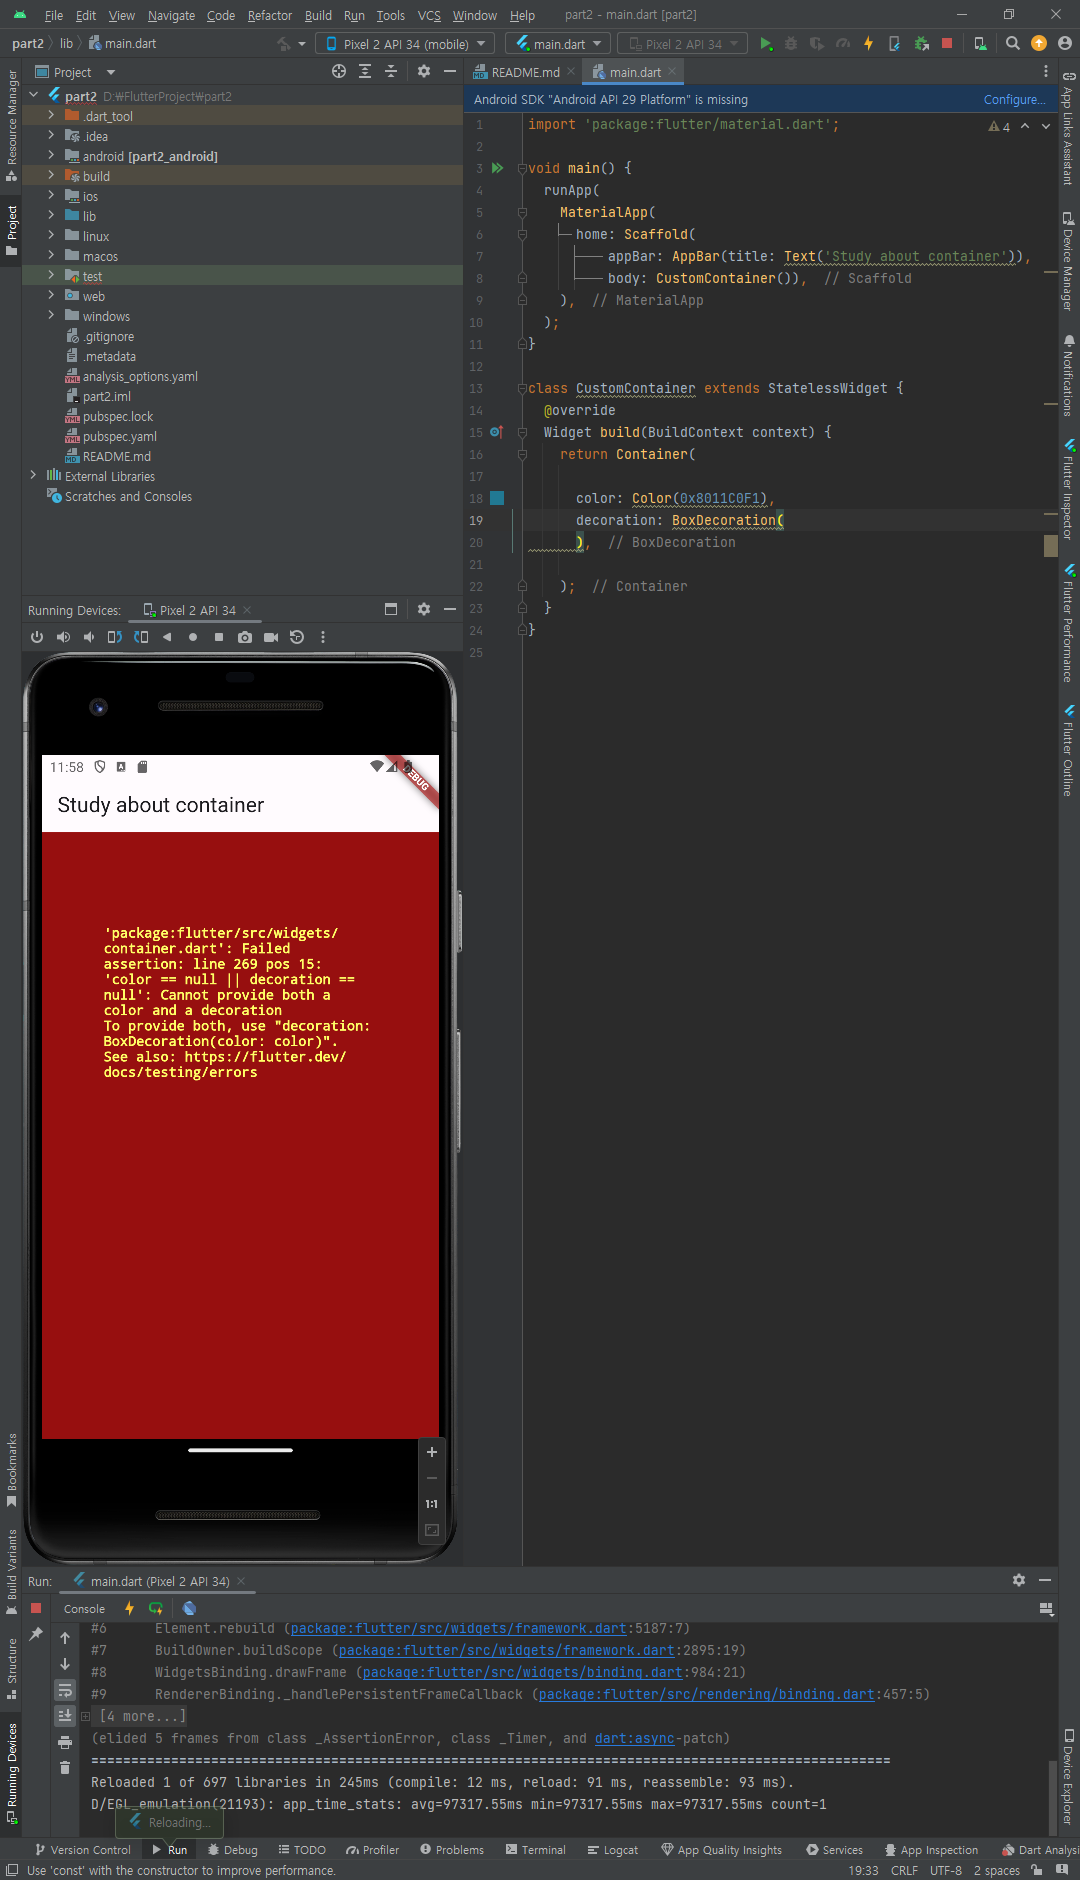 File Edit View Navigate Code Refactor Build Run Tools VCS Window Help part2 - main.dart [part2]
part2 lib main.dart Pixel 2 API 34 (mobile) main.dart Pixel 2 API 34
Project
README.md main.dart
Android SDK "Android API 29 Platform" is missing Configure...
Resource Manager
Project
part2 D:₩FlutterProject₩part2
.dart_tool
.idea
android [part2_android]
build
ios
lib
linux
macos
test
web
windows
.gitignore
.metadata
analysis_options.yaml
part2.iml
pubspec.lock
pubspec.yaml
README.md
External Libraries
Scratches and Consoles
4
1 import 'package:flutter/material.dart';
2
3 void main() {
4 runApp(
5 MaterialApp(
6 home: Scaffold(
7 appBar: AppBar(title: Text('Study about container')),
8 body: CustomContainer()), // Scaffold
9 ), // MaterialApp
10 );
11 }
12
13 class CustomContainer extends StatelessWidget {
14 @override
15 Widget build(BuildContext context) {
16 return Container(
17
18 color: Color(0x8011C0F1),
19 decoration: BoxDecoration(
20 ), // BoxDecoration
21
22 ); // Container
23 }
24 }
25
App Links Assistant
Device Manager
Notifications
Flutter Inspector
Flutter Performance
Flutter Outline
Device Explorer
Running Devices: Pixel 2 API 34
11:58
DEBUG
Study about container
'package:flutter/src/widgets/
container.dart': Failed
assertion: line 269 pos 15:
'color == null || decoration ==
null': Cannot provide both a
color and a decoration
To provide both, use "decoration:
BoxDecoration(color: color)".
See also: https://flutter.dev/
docs/testing/errors
1:1
Bookmarks
Build Variants
Structure
Running Devices
Run: main.dart (Pixel 2 API 34)
Console
#6 Element.rebuild (package:flutter/src/widgets/framework.dart:5187:7)
#7 BuildOwner.buildScope (package:flutter/src/widgets/framework.dart:2895:19)
#8 WidgetsBinding.drawFrame (package:flutter/src/widgets/binding.dart:984:21)
#9 RendererBinding._handlePersistentFrameCallback (package:flutter/src/rendering/binding.dart:457:5)
[4 more...]
(elided 5 frames from class _AssertionError, class _Timer, and dart:async-patch)
====================================================================================================
Reloaded 1 of 697 libraries in 245ms (compile: 12 ms, reload: 91 ms, reassemble: 93 ms).
D/EGL_emulation(21193): app_time_stats: avg=97317.55ms min=97317.55ms max=97317.55ms count=1
Reloading...
Version Control Run Debug TODO Profiler Problems Terminal Logcat App Quality Insights Services App Inspection Dart Analysi
Use 'const' with the constructor to improve performance. 19:33 CRLF UTF-8 2 spaces